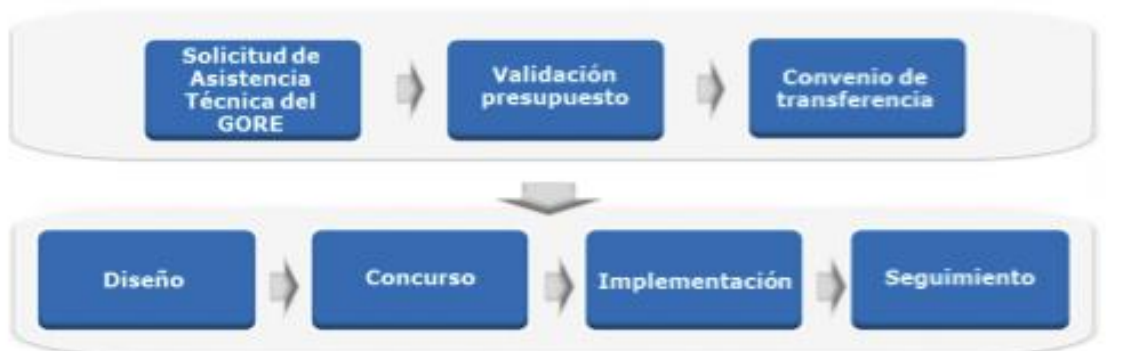 Solicitud de
Asistencia
Técnica del
GORE
Validación
presupuesto
Convenio de
transferencia
Diseño
Concurso
Implementación
Seguimiento